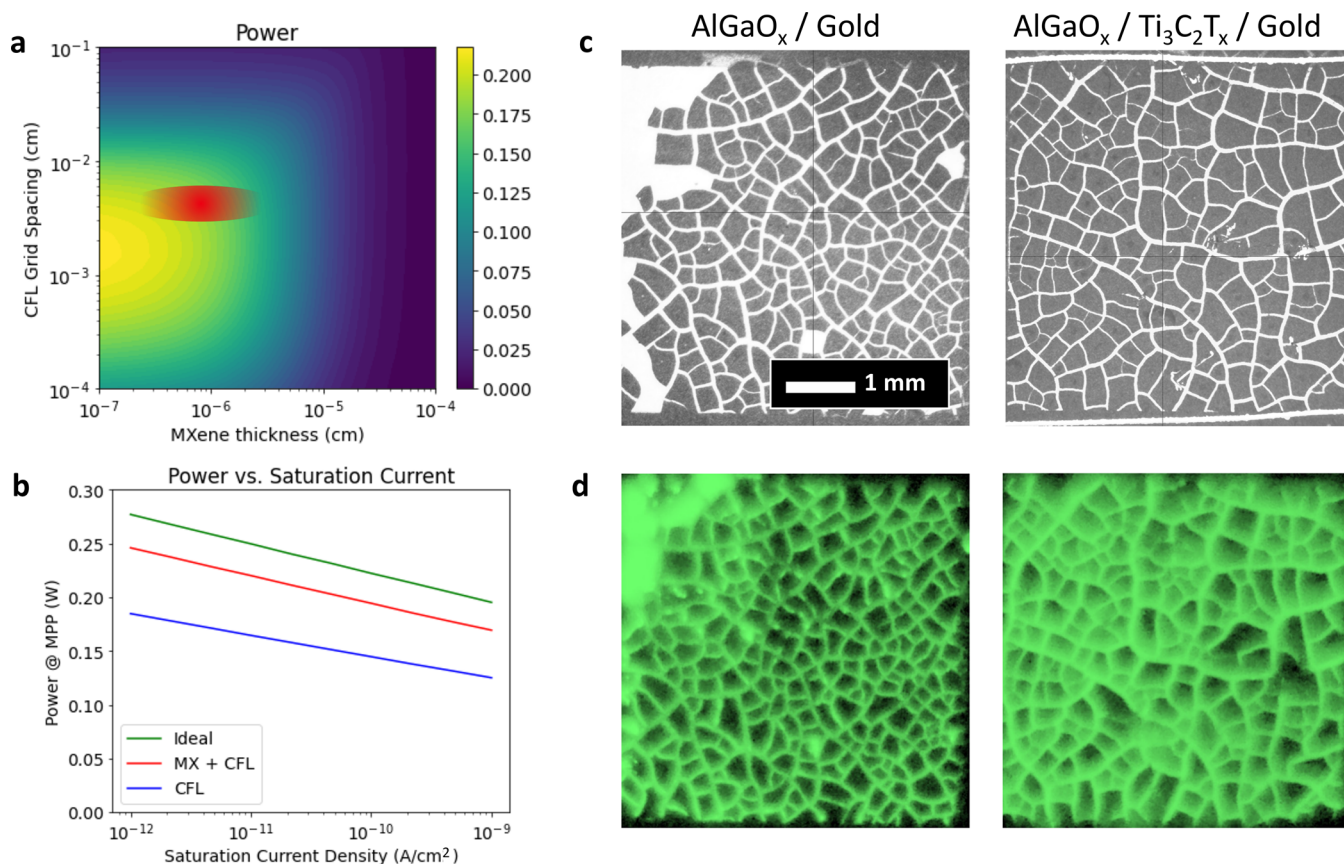 a
Power
CFL Grid Spacing (cm)
10⁻¹
10⁻²
10⁻³
10⁻⁴
10⁻⁷
10⁻⁶
10⁻⁵
10⁻⁴
MXene thickness (cm)
0.200
0.175
0.150
0.125
0.100
0.075
0.050
0.025
0.000
b
Power vs. Saturation Current
Power @ MPP (W)
0.30
0.25
0.20
0.15
0.10
0.05
0.00
Ideal
MX + CFL
CFL
10⁻¹²
10⁻¹¹
10⁻¹⁰
10⁻⁹
Saturation Current Density (A/cm²)
c
AlGaOₓ / Gold
AlGaOₓ / Ti₃C₂Tₓ / Gold
1 mm
d